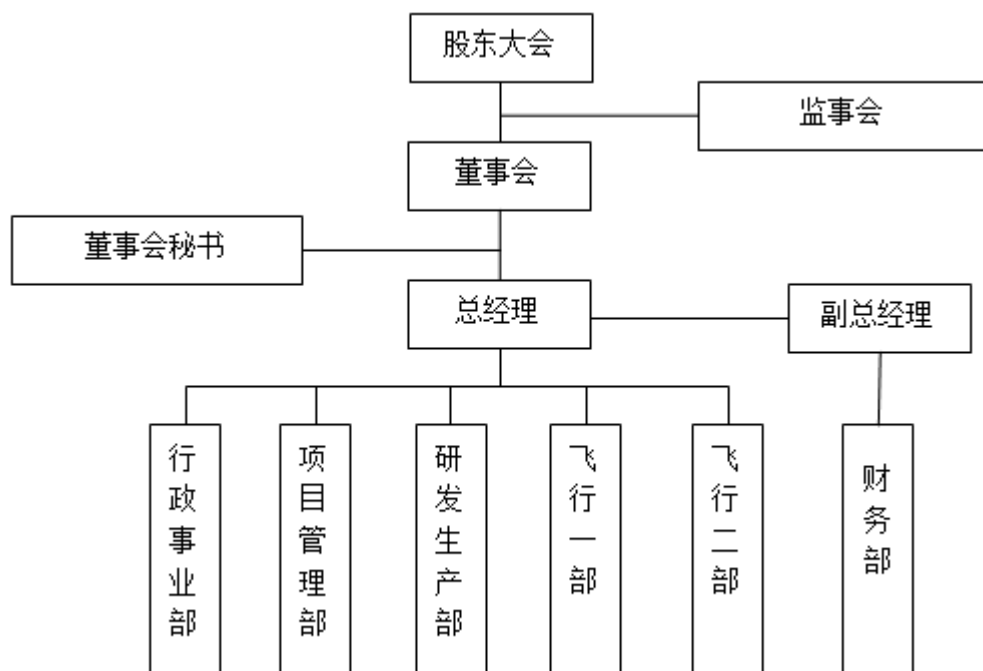 股东大会
监事会
董事会
董事会秘书
总经理
副总经理
行政事业部
项目管理部
研发生产部
飞行一部
飞行二部
财务部